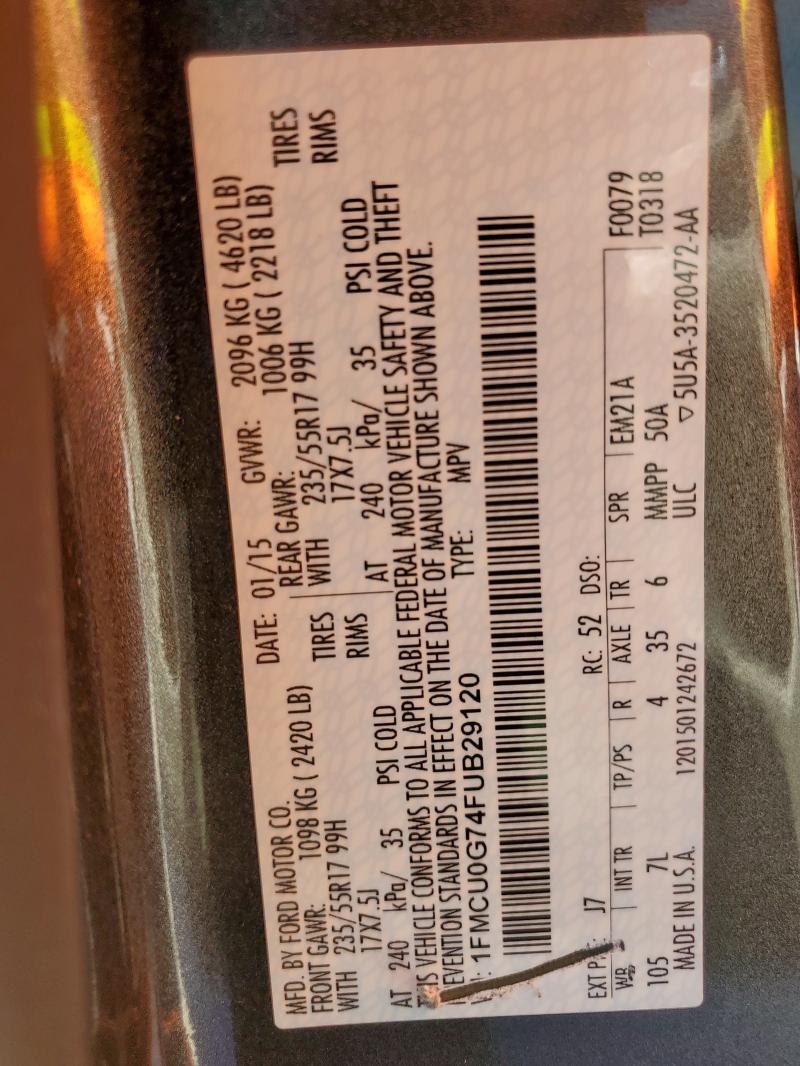 MFD. BY FORD MOTOR CO. DATE: 01/15 GVWR: 2096 KG ( 4620 LB)
FRONT GAWR: 1098 KG ( 2420 LB) REAR GAWR: 1006 KG ( 2218 LB)
WITH 235/55R17 99H TIRES WITH 235/55R17 99H TIRES
17X7.5J RIMS 17X7.5J RIMS
AT 240 kPa/ 35 PSI COLD AT 240 kPa/ 35 PSI COLD
THIS VEHICLE CONFORMS TO ALL APPLICABLE FEDERAL MOTOR VEHICLE SAFETY AND THEFT
EVENTION STANDARDS IN EFFECT ON THE DATE OF MANUFACTURE SHOWN ABOVE.
: 1FMCU0G74FUB29120 TYPE: MPV
EXT P : J7 RC: 52 DSO:
WB INT TR TP/PS R AXLE TR SPR EM21A F0079
105 7L 4 35 6 MMPP 50A T0318
MADE IN U.S.A. 1201501242672 ULC ▽5U5A-3520472-AA